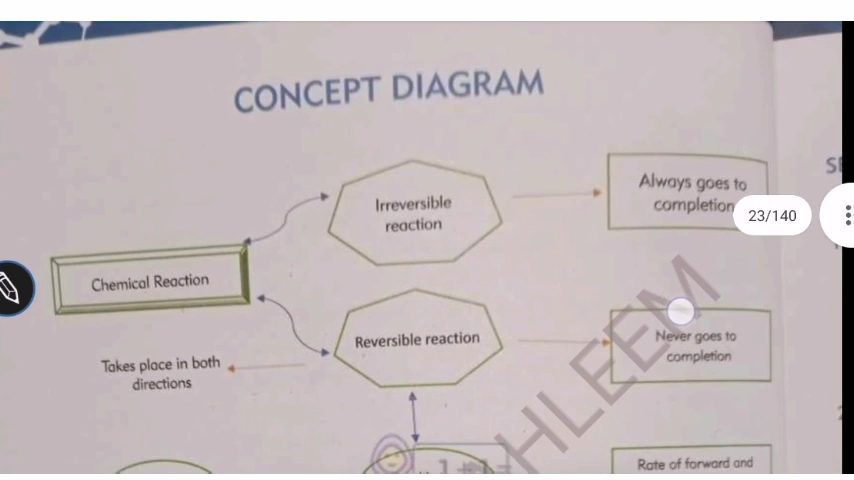 CONCEPT DIAGRAM
Irreversible
reaction
Always goes to
completion
23/140
Chemical Reaction
Reversible reaction
Never goes to
completion
Takes place in both
directions
HLEEM
Rate of forward and